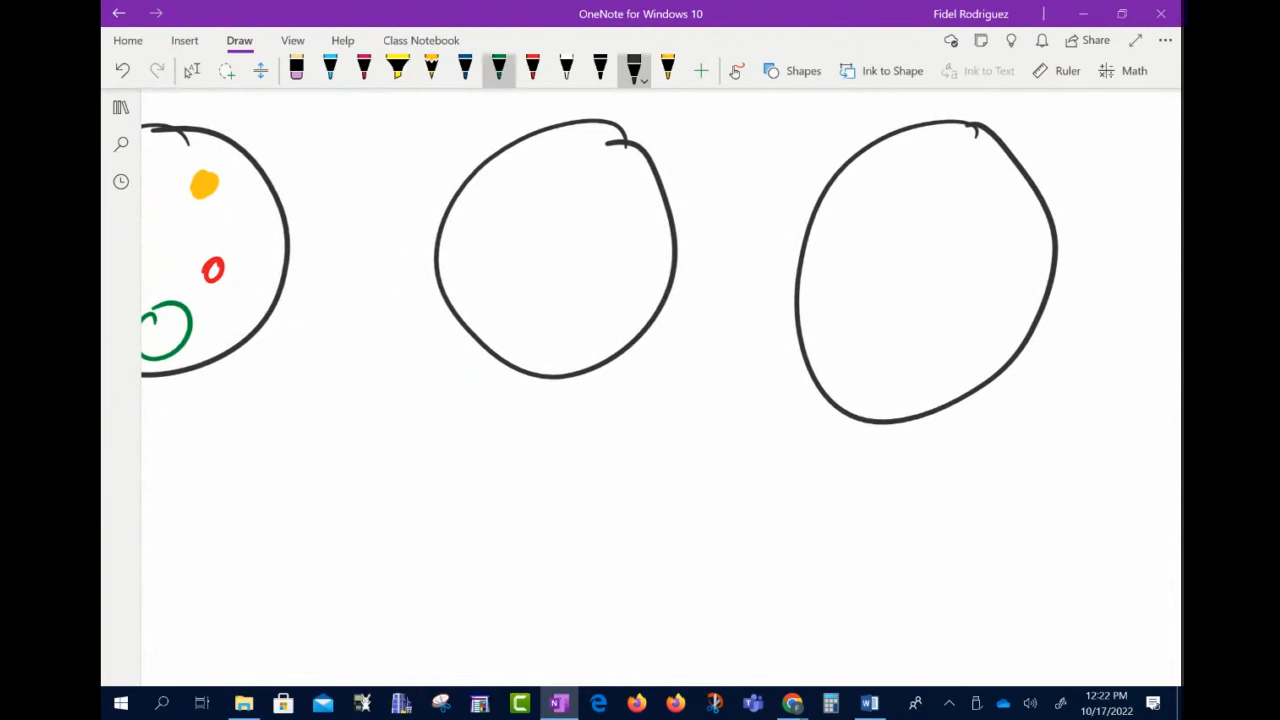 OneNote for Windows 10
Fidel Rodriguez
Home Insert Draw View Help Class Notebook
Share
Shapes Ink to Shape Ink to Text Ruler Math
12:22 PM
10/17/2022